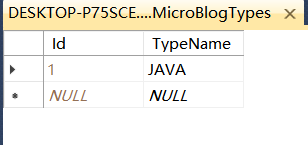 DESKTOP-P75SCE....MicroBlogTypes
Id TypeName
1 JAVA
NULL NULL